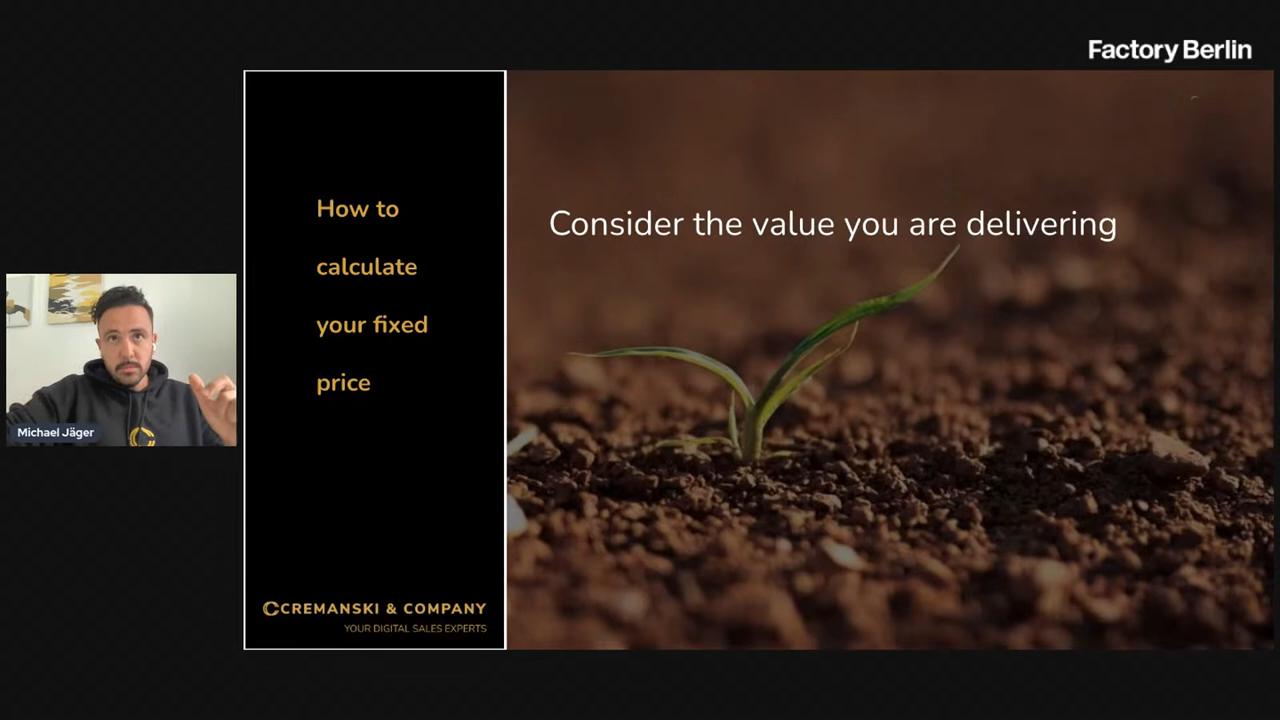 Factory Berlin
How to
calculate
your fixed
price
Consider the value you are delivering
Michael Jäger
CREMANSKI & COMPANY
YOUR DIGITAL SALES EXPERTS